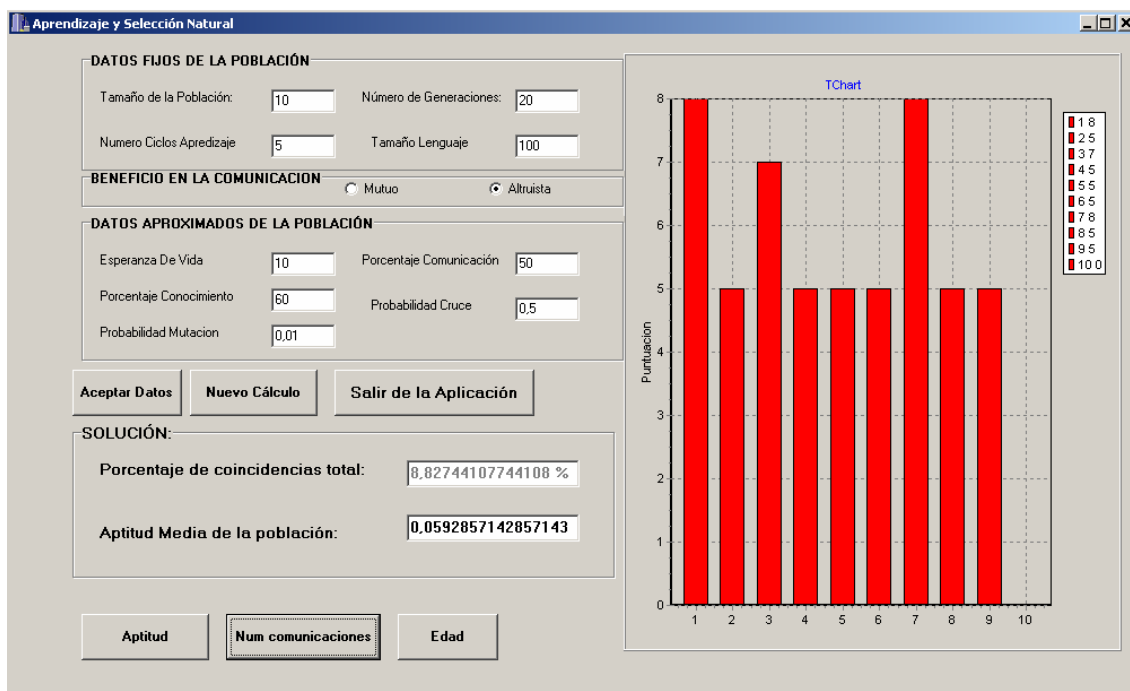 Aprendizaje y Selección Natural
DATOS FIJOS DE LA POBLACIÓN
Tamaño de la Población: 10 Número de Generaciones: 20
Numero Ciclos Apredizaje 5 Tamaño Lenguaje 100
BENEFICIO EN LA COMUNICACION Mutuo Altruista
DATOS APROXIMADOS DE LA POBLACIÓN
Esperanza De Vida 10 Porcentaje Comunicación 50
Porcentaje Conocimiento 60 Probabilidad Cruce 0,5
Probabilidad Mutacion 0,01
Aceptar Datos Nuevo Cálculo Salir de la Aplicación
SOLUCIÓN:
Porcentaje de coincidencias total: 8,82744107744108 %
Aptitud Media de la población: 0,0592857142857143
Aptitud Num comunicaciones Edad
TChart
Puntuacion
8
7
6
5
4
3
2
1
0
1 2 3 4 5 6 7 8 9 10
1 8
2 5
3 7
4 5
5 5
6 5
7 8
8 5
9 5
10 0